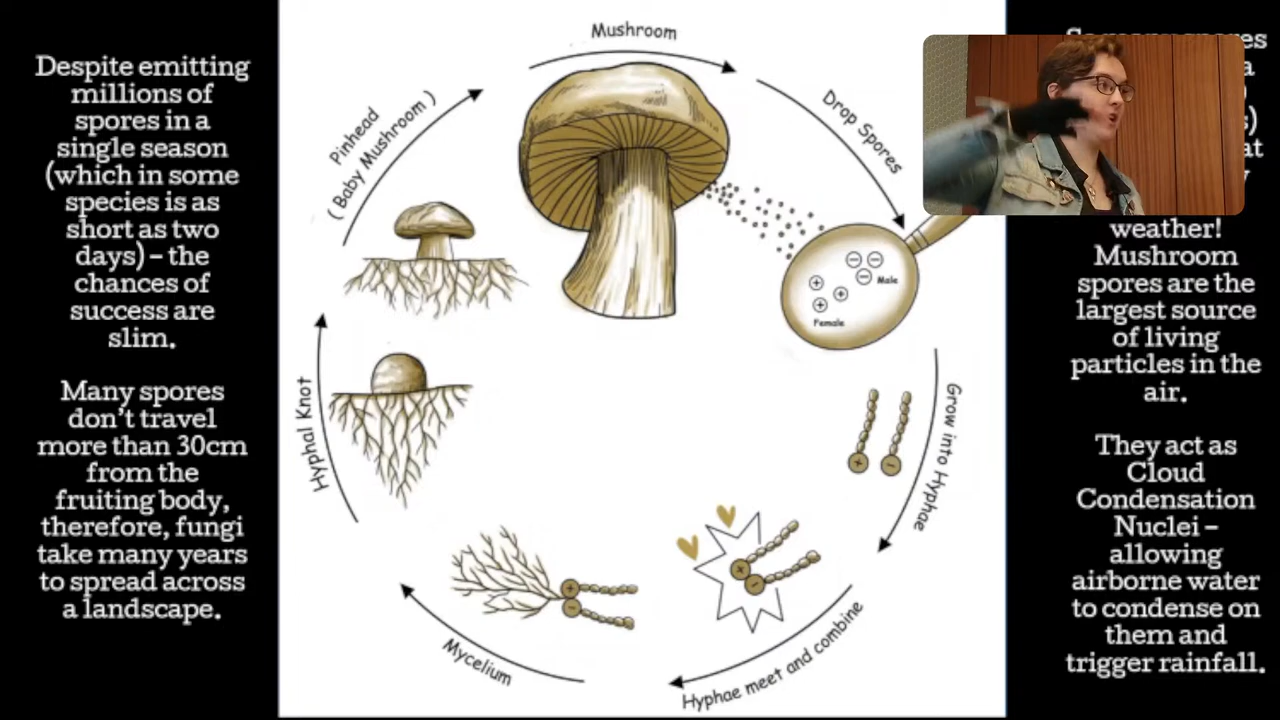 Despite emitting
millions of
spores in a
single season
(which in some
species is as
short as two
days) – the
chances of
success are
slim.
Many spores
don't travel
more than 30cm
from the
fruiting body,
therefore, fungi
take many years
to spread across
a landscape.
Mushroom
Drop Spores
Male
Female
Grow into Hyphae
Hyphae meet and combine
Mycelium
Hyphal Knot
Pinhead
( Baby Mushroom )
weather!
Mushroom
spores are the
largest source
of living
particles in the
air.
They act as
Cloud
Condensation
Nuclei –
allowing
airborne water
to condense on
them and
trigger rainfall.